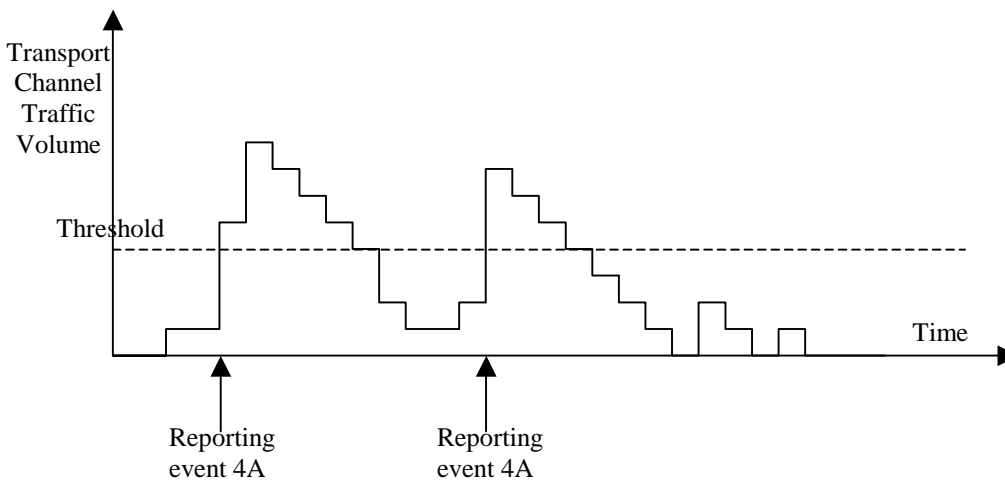 Transport
Channel
Traffic
Volume
Threshold
Time
Reporting
event 4A
Reporting
event 4A